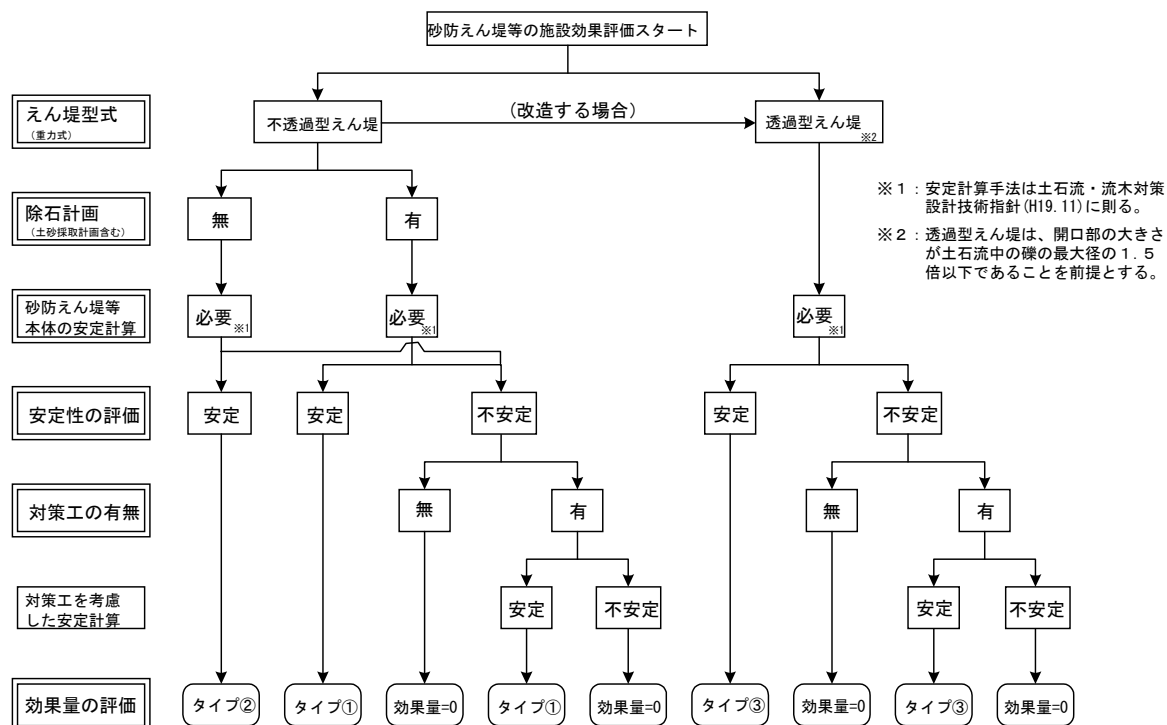 砂防えん堤等の施設効果評価スタート
えん堤型式
（重力式）
不透過型えん堤
(改造する場合)
透過型えん堤
※2
除石計画
（土砂採取計画含む）
無
有
※１：安定計算手法は土石流・流木対策
設計技術指針(H19.11)に則る。
※２：透過型えん堤は、開口部の大きさ
が土石流中の礫の最大径の１.５
倍以下であることを前提とする。
砂防えん堤等
本体の安定計算
必要※1
必要※1
必要※1
安定性の評価
安定
安定
不安定
安定
不安定
対策工の有無
無
有
無
有
対策工を考慮
した安定計算
安定
不安定
安定
不安定
効果量の評価
タイプ②
タイプ①
効果量=0
タイプ①
効果量=0
タイプ③
効果量=0
タイプ③
効果量=0